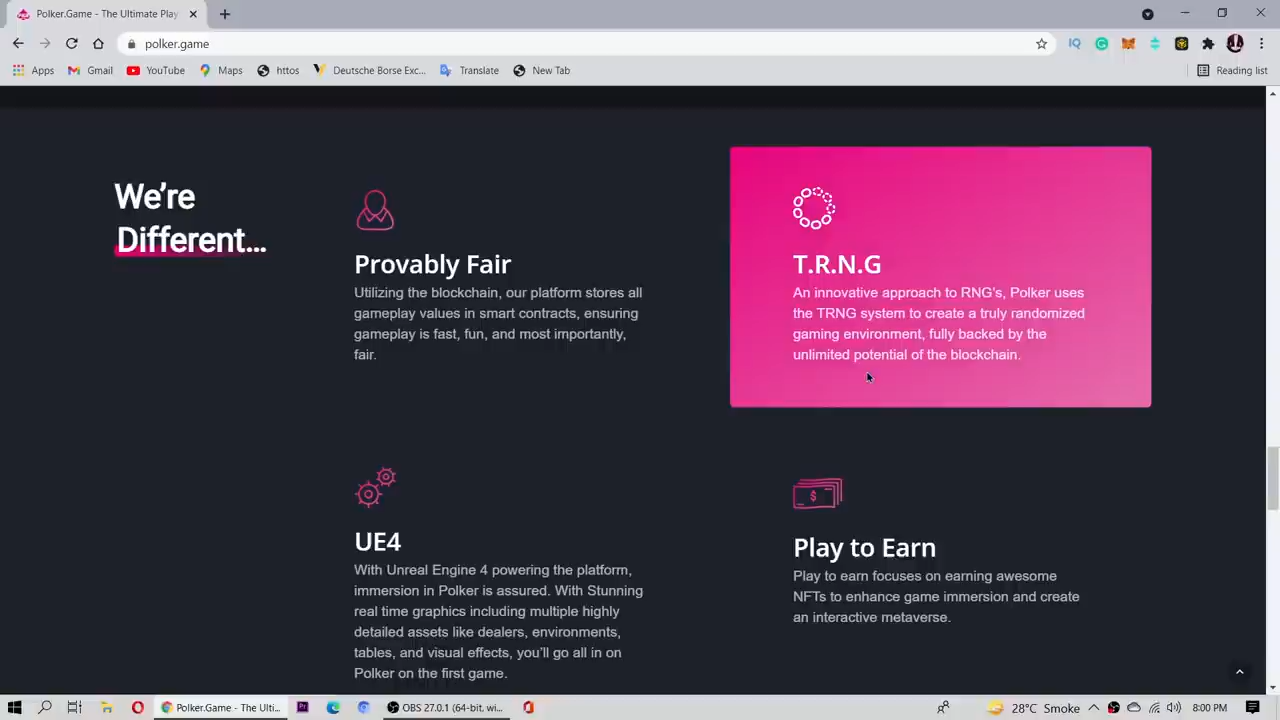 Polker.Game - The Ultimate Play
polker.game
Apps
Gmail
YouTube
Maps
httos
Deutsche Borse Exc...
Translate
New Tab
Reading list
We're
Different...
Provably Fair
Utilizing the blockchain, our platform stores all
gameplay values in smart contracts, ensuring
gameplay is fast, fun, and most importantly,
fair.
T.R.N.G
An innovative approach to RNG's, Polker uses
the TRNG system to create a truly randomized
gaming environment, fully backed by the
unlimited potential of the blockchain.
UE4
With Unreal Engine 4 powering the platform,
immersion in Polker is assured. With Stunning
real time graphics including multiple highly
detailed assets like dealers, environments,
tables, and visual effects, you'll go all in on
Polker on the first game.
$
Play to Earn
Play to earn focuses on earning awesome
NFTs to enhance game immersion and create
an interactive metaverse.
Polker.Game - The Ulti...
Pr
OBS 27.0.1 (64-bit, wi...
28°C Smoke
8:00 PM